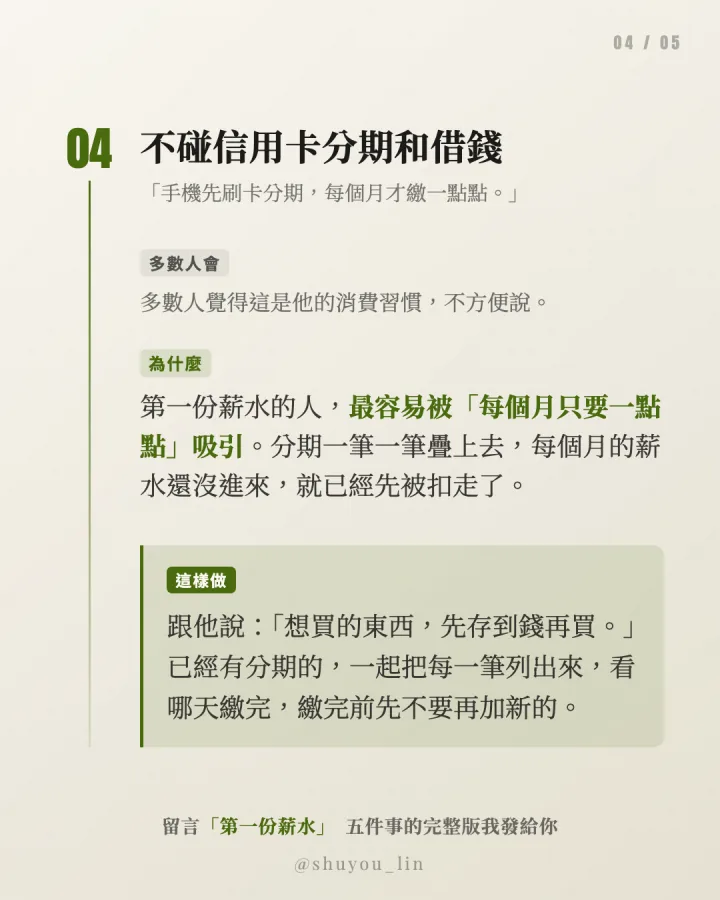 04 / 05
04 不碰信用卡分期和借錢
「手機先刷卡分期，每個月才繳一點點。」
多數人會
多數人覺得這是他的消費習慣，不方便說。
為什麼
第一份薪水的人，最容易被「每個月只要一點
點」吸引。分期一筆一筆疊上去，每個月的薪
水還沒進來，就已經先被扣走了。
這樣做
跟他說：「想買的東西，先存到錢再買。」
已經有分期的，一起把每一筆列出來，看
哪天繳完，繳完前先不要再加新的。
留言「第一份薪水」 五件事的完整版我發給你
@shuyou_lin